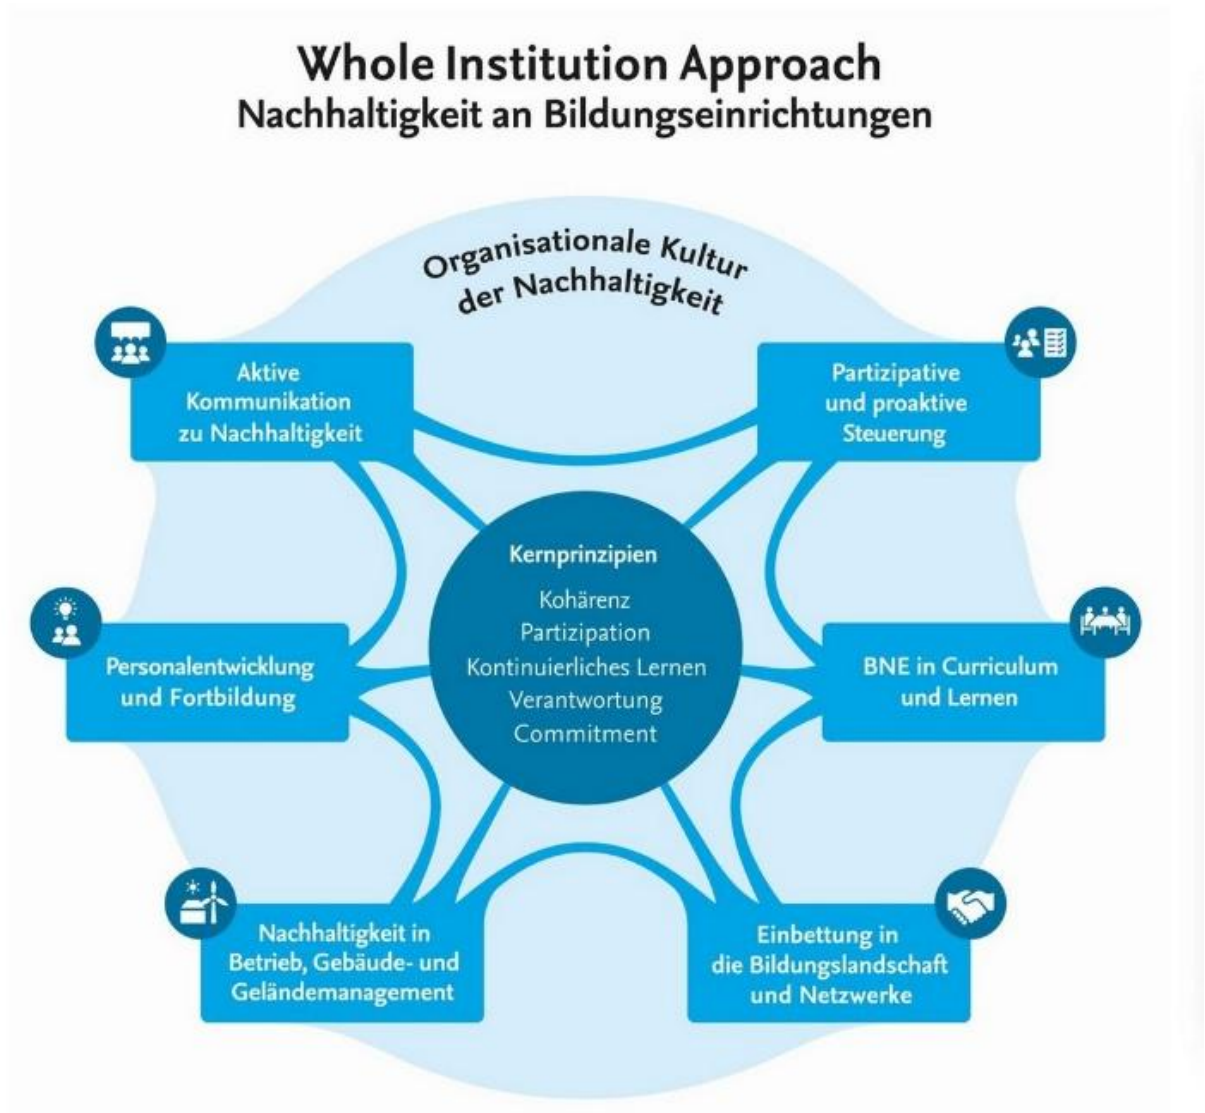 Whole Institution Approach
Nachhaltigkeit an Bildungseinrichtungen
Organisationale Kultur
der Nachhaltigkeit
Aktive
Kommunikation
zu Nachhaltigkeit
Partizipative
und proaktive
Steuerung
Kernprinzipien
Kohärenz
Partizipation
Kontinuierliches Lernen
Verantwortung
Commitment
Personalentwicklung
und Fortbildung
BNE in Curriculum
und Lernen
Nachhaltigkeit in
Betrieb, Gebäude- und
Geländemanagement
Einbettung in
die Bildungslandschaft
und Netzwerke